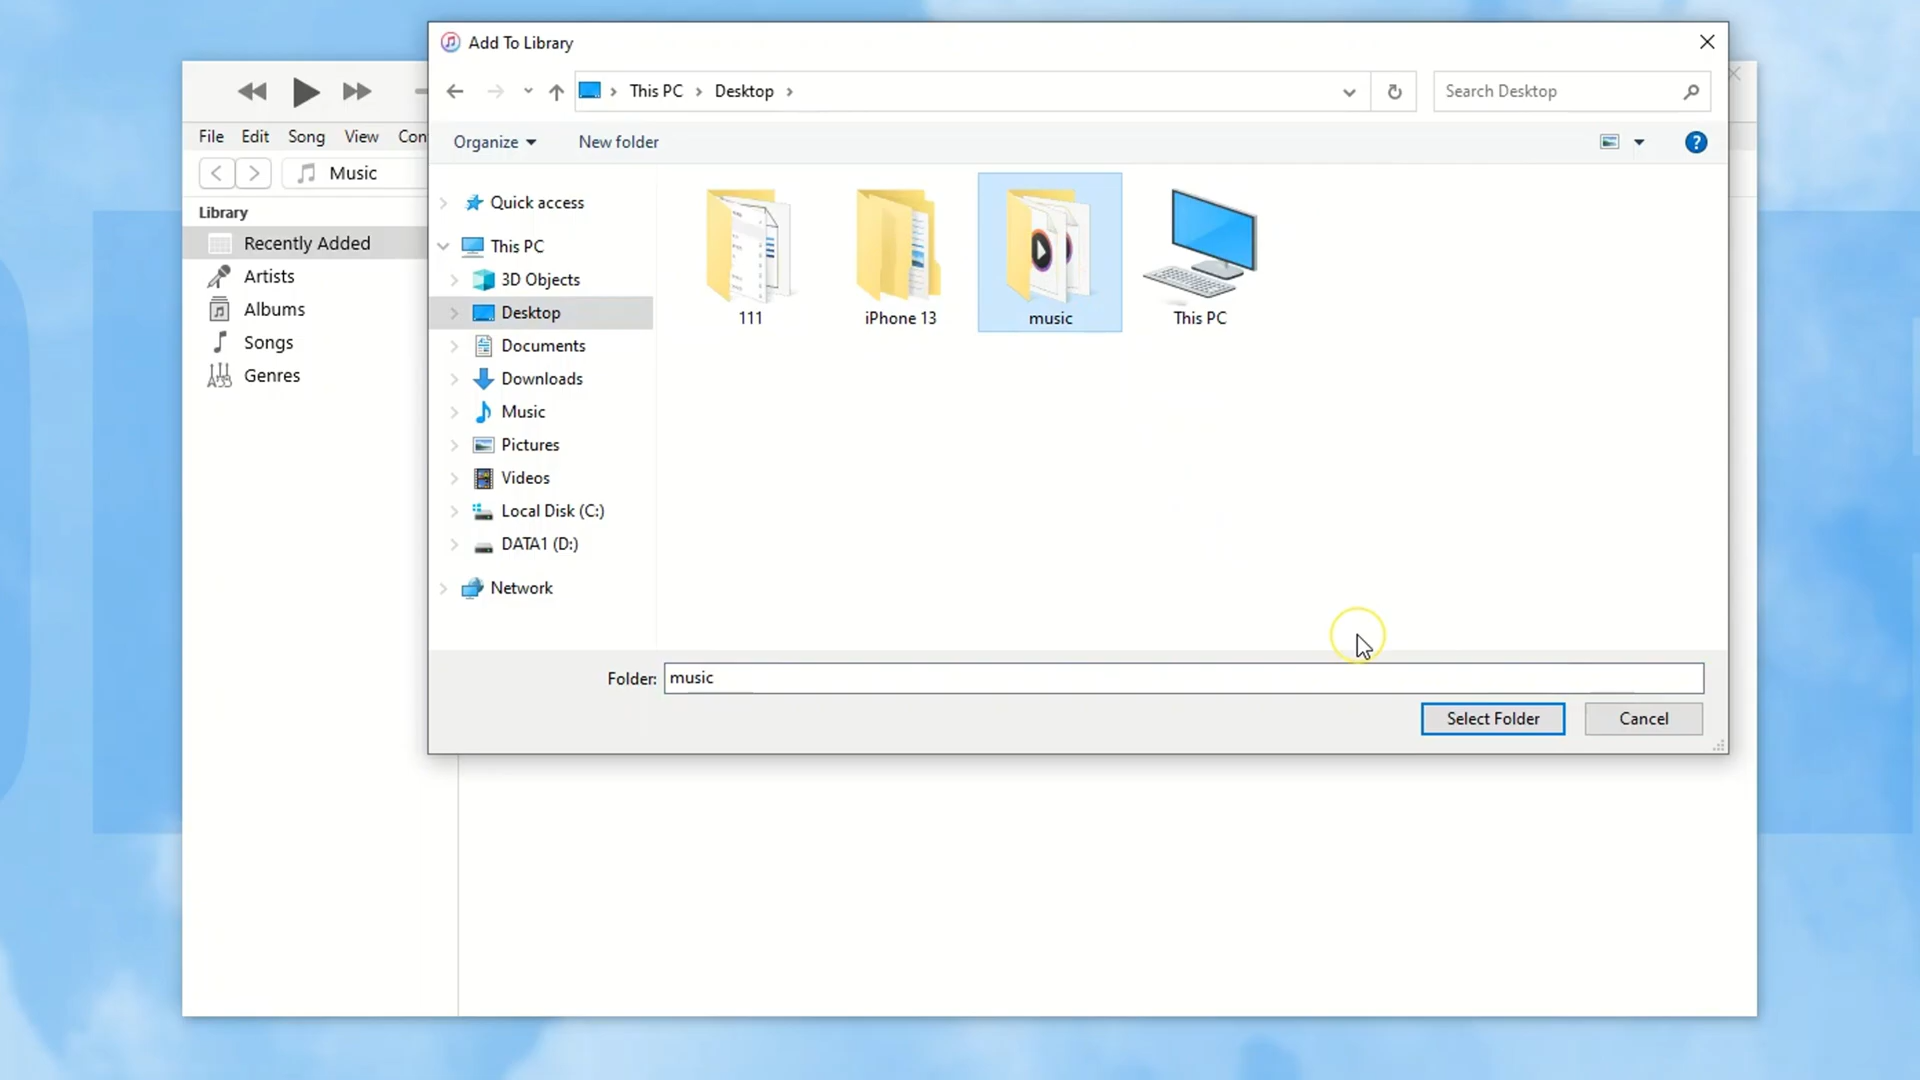 Add To Library
This PC
Desktop
Search Desktop
File Edit Song View Con
Organize
New folder
?
Music
Library
Recently Added
Artists
Albums
Songs
Genres
Quick access
This PC
3D Objects
Desktop
Documents
Downloads
Music
Pictures
Videos
Local Disk (C:)
DATA1 (D:)
Network
111
iPhone 13
music
This PC
Folder: music
Select Folder
Cancel